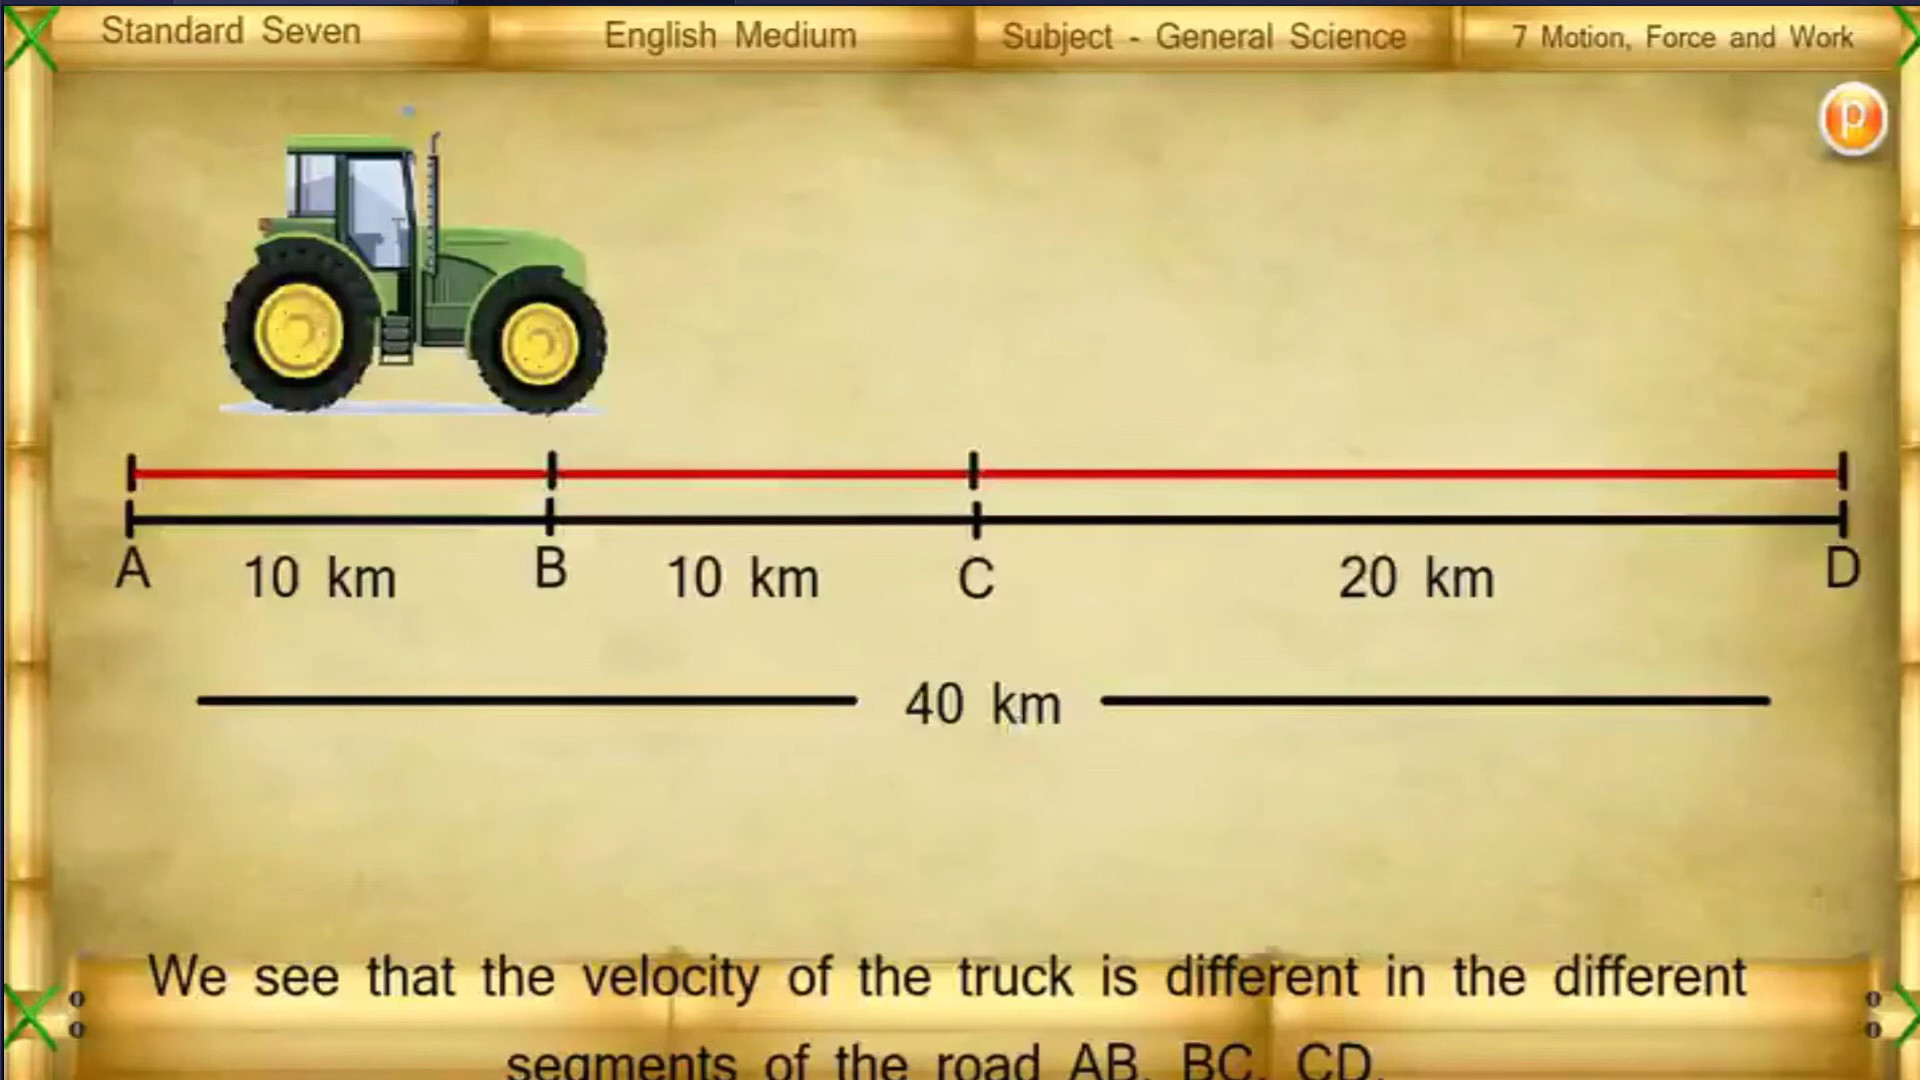 Standard Seven English Medium Subject - General Science 7 Motion, Force and Work
p
A 10 km B 10 km C 20 km D
40 km
We see that the velocity of the truck is different in the different
segments of the road AB, BC, CD.